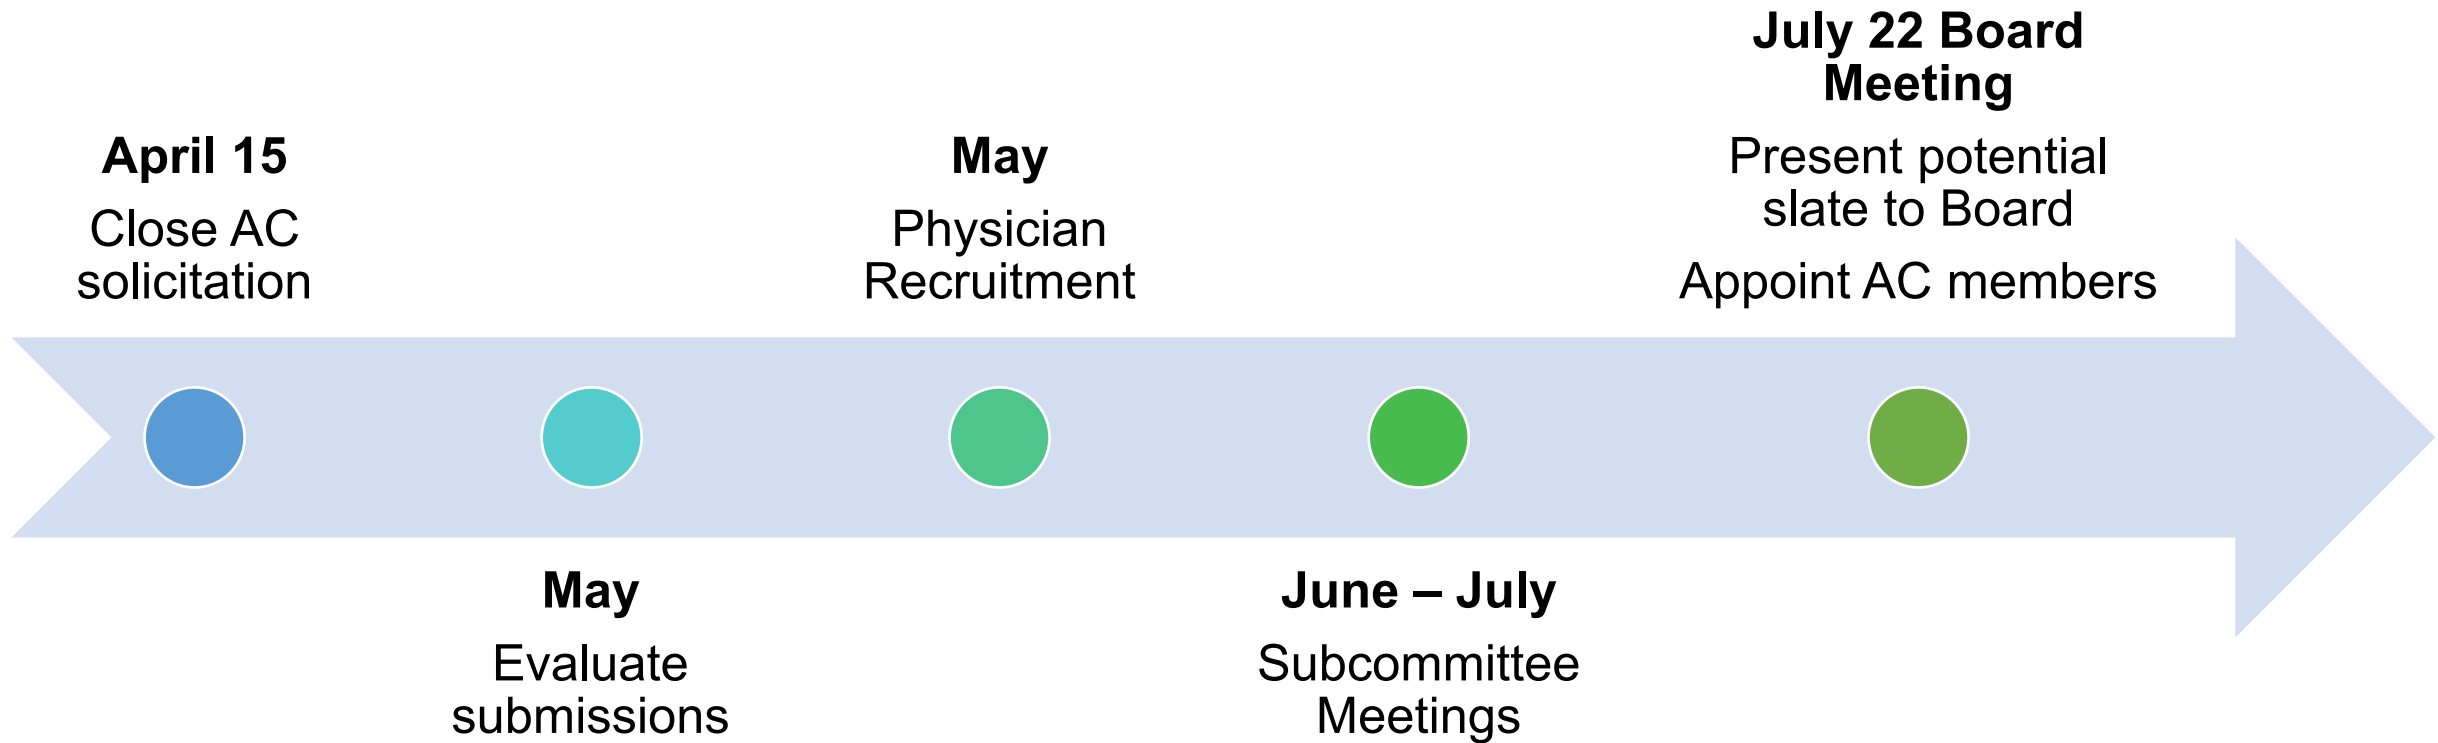 April 15
Close AC
solicitation
May
Evaluate
submissions
May
Physician
Recruitment
June – July
Subcommittee
Meetings
July 22 Board
Meeting
Present potential
slate to Board
Appoint AC members